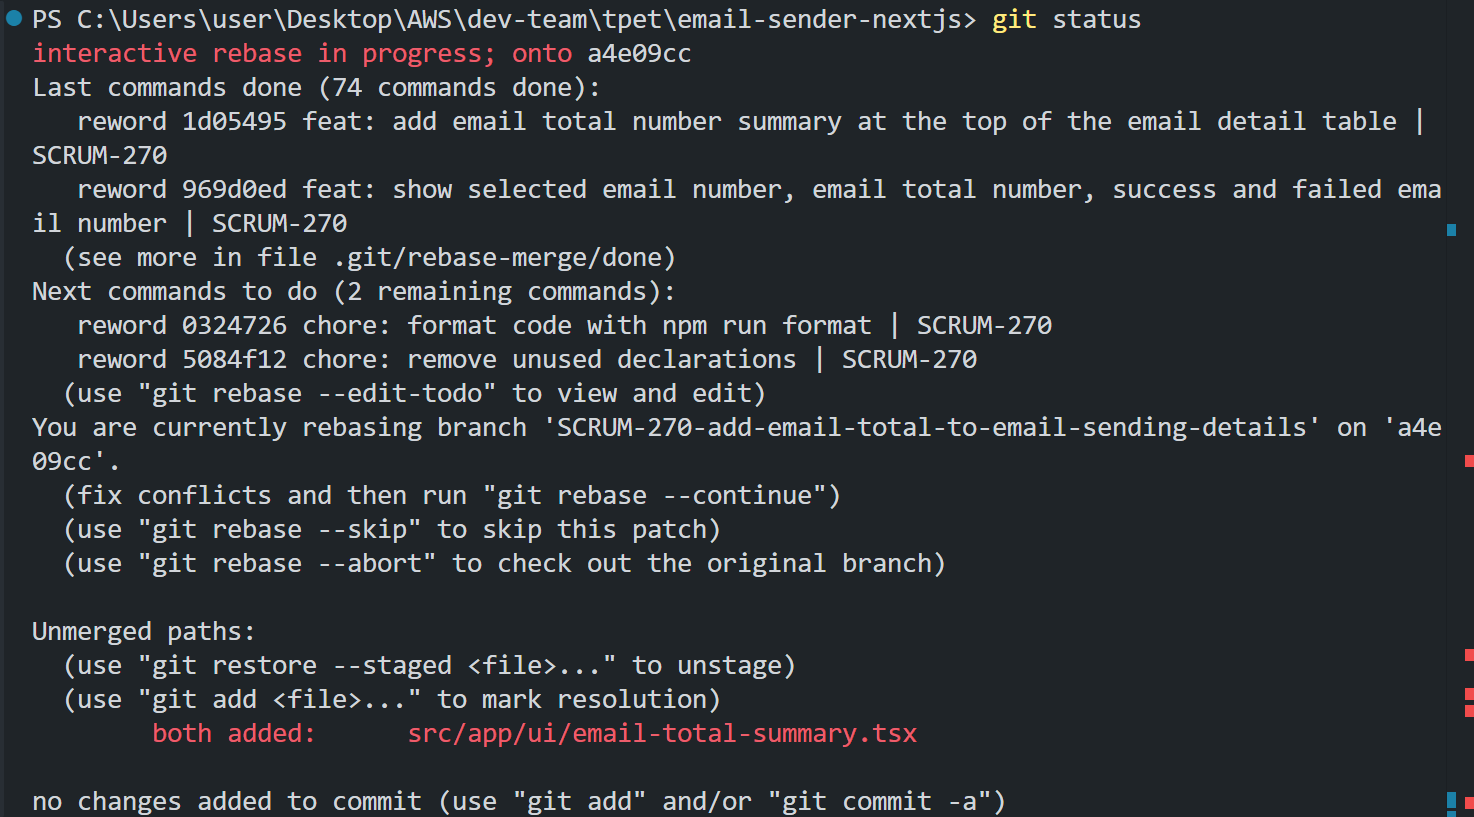 PS C:\Users\user\Desktop\AWS\dev-team\tpet\email-sender-nextjs> git status
interactive rebase in progress; onto a4e09cc
Last commands done (74 commands done):
   reword 1d05495 feat: add email total number summary at the top of the email detail table |
SCRUM-270
   reword 969d0ed feat: show selected email number, email total number, success and failed ema
il number | SCRUM-270
  (see more in file .git/rebase-merge/done)
Next commands to do (2 remaining commands):
   reword 0324726 chore: format code with npm run format | SCRUM-270
   reword 5084f12 chore: remove unused declarations | SCRUM-270
  (use "git rebase --edit-todo" to view and edit)
You are currently rebasing branch 'SCRUM-270-add-email-total-to-email-sending-details' on 'a4e
09cc'.
  (fix conflicts and then run "git rebase --continue")
  (use "git rebase --skip" to skip this patch)
  (use "git rebase --abort" to check out the original branch)

Unmerged paths:
  (use "git restore --staged <file>..." to unstage)
  (use "git add <file>..." to mark resolution)
        both added:      src/app/ui/email-total-summary.tsx

no changes added to commit (use "git add" and/or "git commit -a")